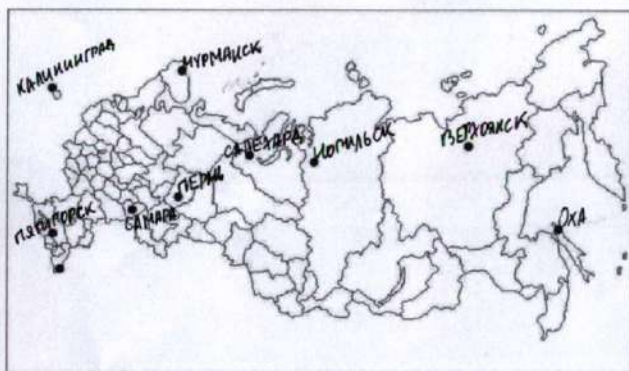 КАЛИНИНГРАД
МУРМАНСК
САЛЕХАРД
НОРИЛЬСК
ВЕРХОЯНСК
ПЕРМЬ
САМАРА
ПЯТИГОРСК
ОХА